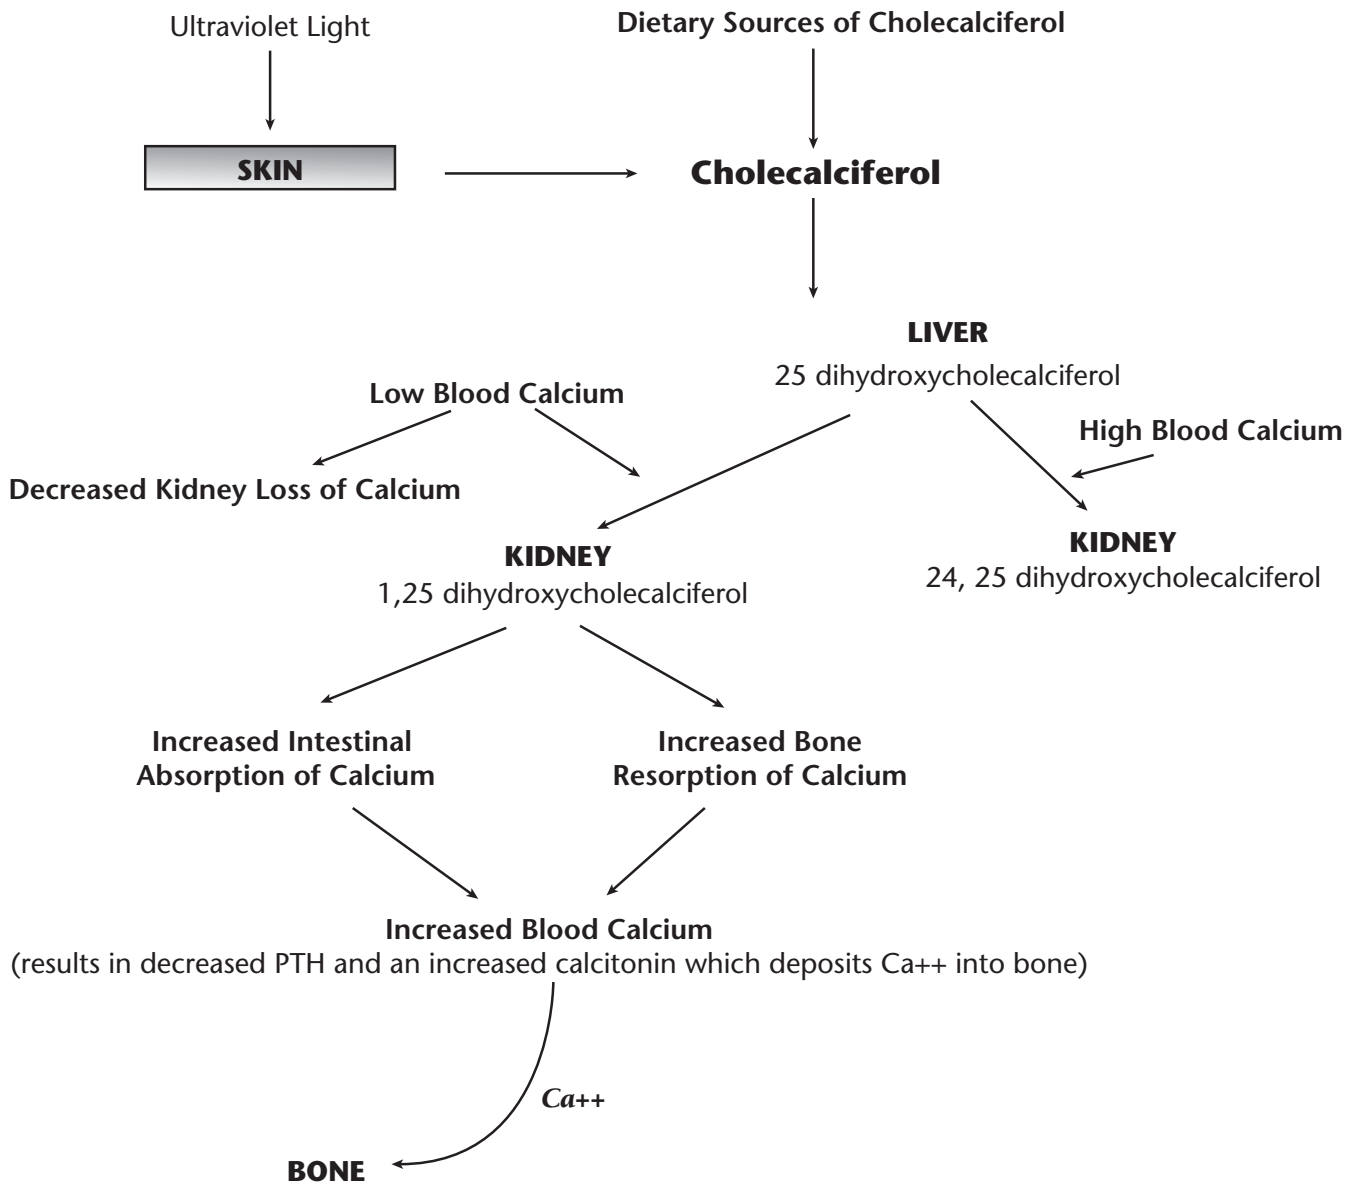 Ultraviolet Light
Dietary Sources of Cholecalciferol
SKIN
Cholecalciferol
LIVER
25 dihydroxycholecalciferol
Low Blood Calcium
High Blood Calcium
Decreased Kidney Loss of Calcium
KIDNEY
1,25 dihydroxycholecalciferol
KIDNEY
24, 25 dihydroxycholecalciferol
Increased Intestinal
Absorption of Calcium
Increased Bone
Resorption of Calcium
Increased Blood Calcium
(results in decreased PTH and an increased calcitonin which deposits Ca++ into bone)
Ca++
BONE